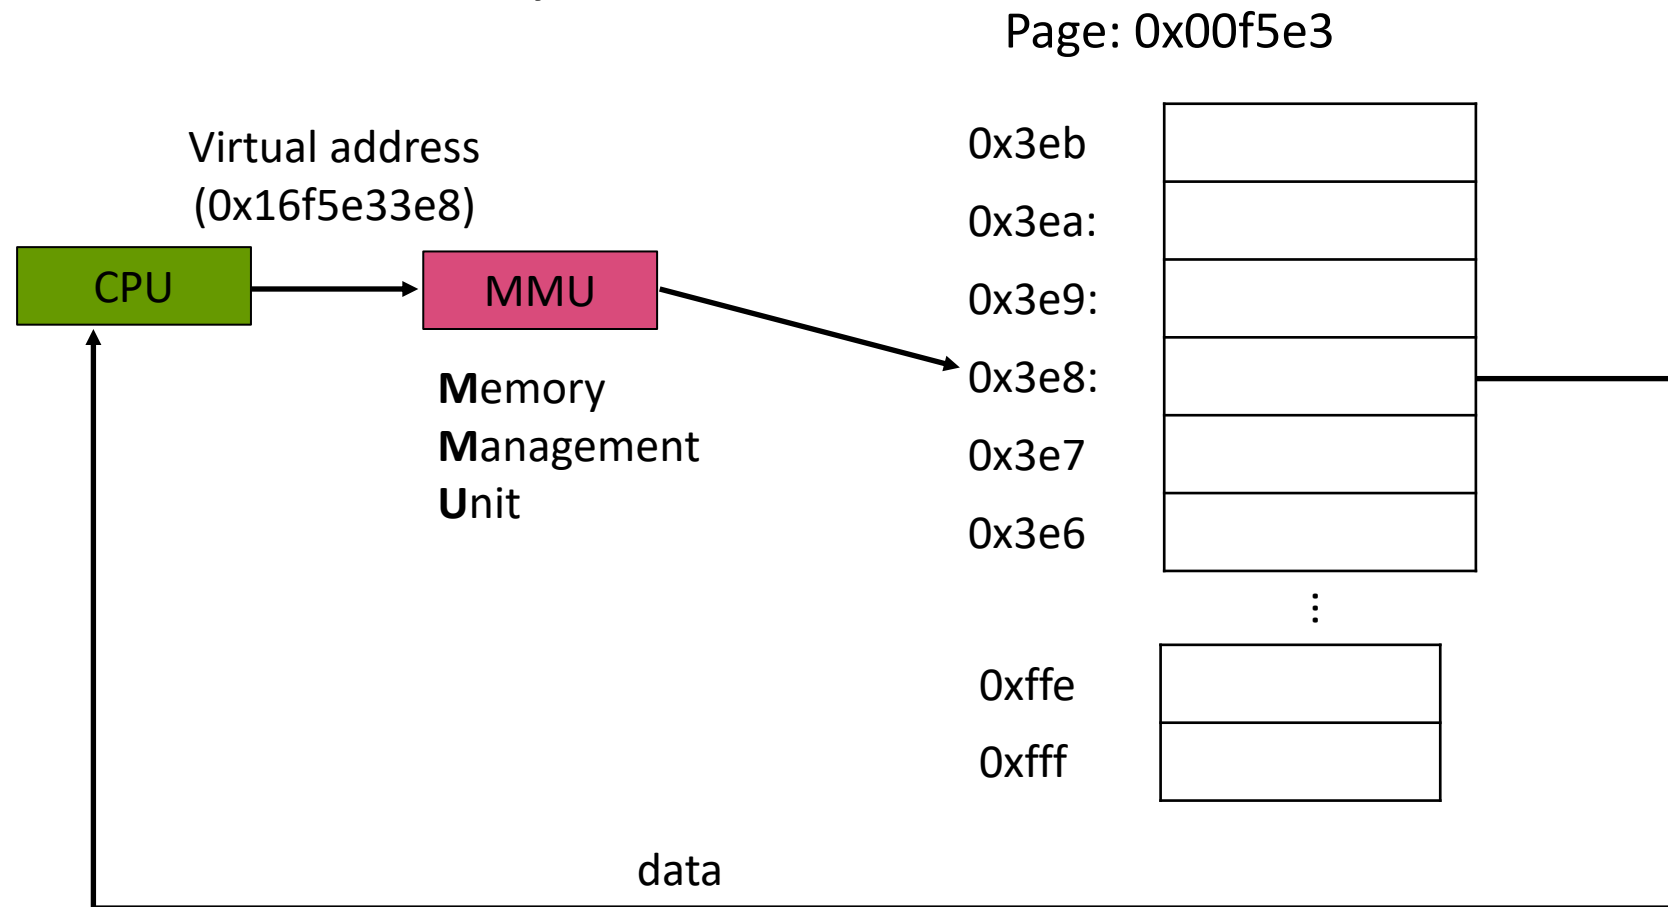 Page: 0x00f5e3
Virtual address
(0x16f5e33e8)
CPU
MMU
Memory
Management
Unit
0x3eb
0x3ea:
0x3e9:
0x3e8:
0x3e7
0x3e6
⋮
0xffe
0xfff
data